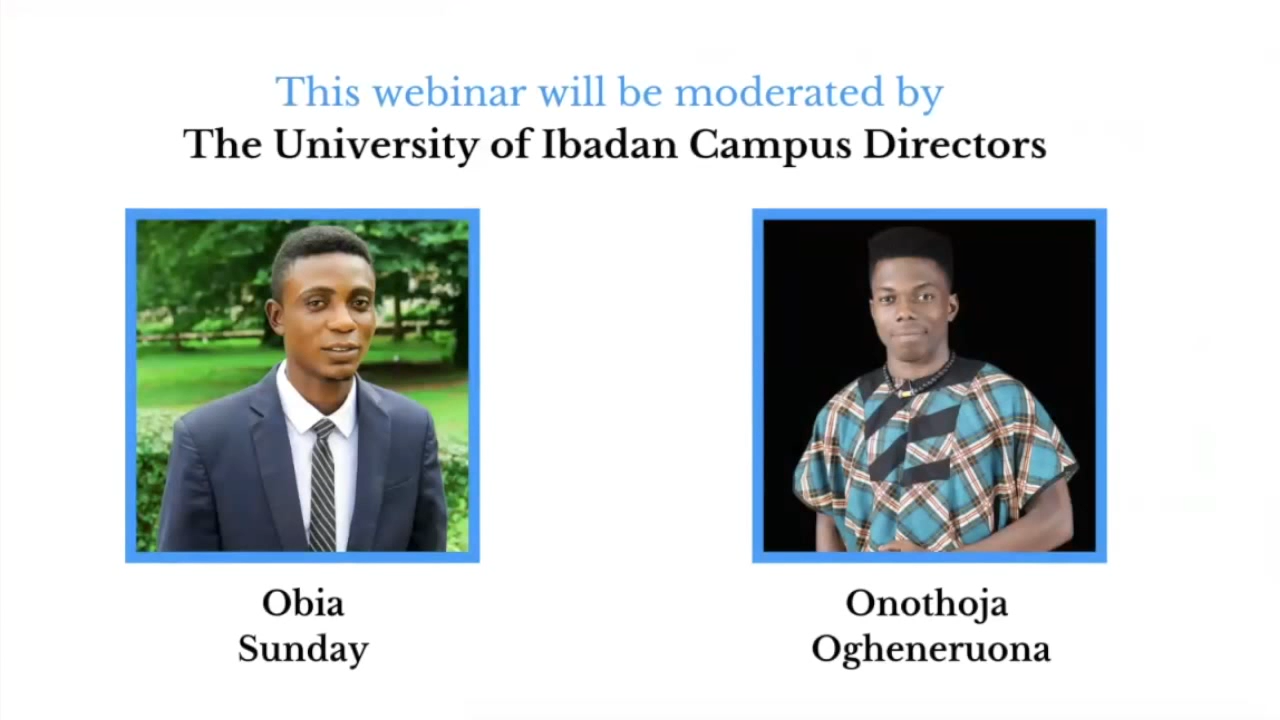 This webinar will be moderated by
The University of Ibadan Campus Directors
Obia
Sunday
Onothoja
Ogheneruona